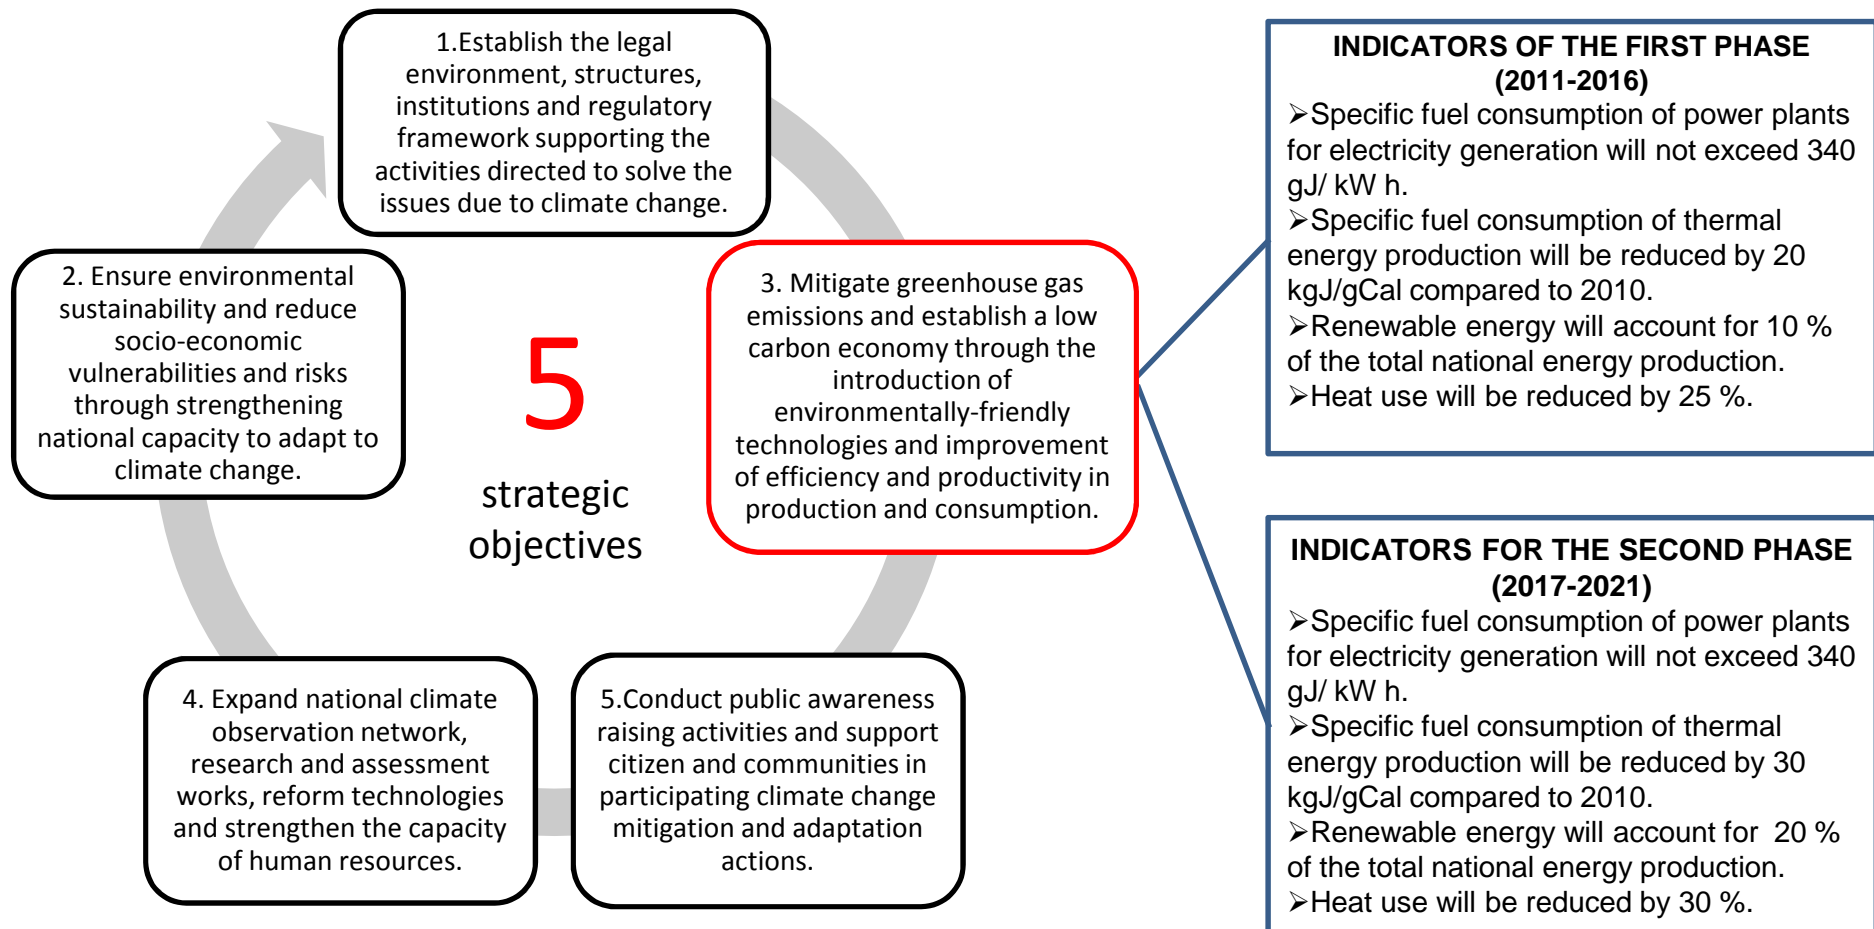 1.Establish the legal
environment, structures,
institutions and regulatory
framework supporting the
activities directed to solve the
issues due to climate change.
2. Ensure environmental
sustainability and reduce
socio-economic
vulnerabilities and risks
through strengthening
national capacity to adapt to
climate change.
5
strategic
objectives
3. Mitigate greenhouse gas
emissions and establish a low
carbon economy through the
introduction of
environmentally-friendly
technologies and improvement
of efficiency and productivity in
production and consumption.
4. Expand national climate
observation network,
research and assessment
works, reform technologies
and strengthen the capacity
of human resources.
5.Conduct public awareness
raising activities and support
citizen and communities in
participating climate change
mitigation and adaptation
actions.
INDICATORS OF THE FIRST PHASE
(2011-2016)
➢Specific fuel consumption of power plants
for electricity generation will not exceed 340
gJ/ kW h.
➢Specific fuel consumption of thermal
energy production will be reduced by 20
kgJ/gCal compared to 2010.
➢Renewable energy will account for 10 %
of the total national energy production.
➢Heat use will be reduced by 25 %.
INDICATORS FOR THE SECOND PHASE
(2017-2021)
➢Specific fuel consumption of power plants
for electricity generation will not exceed 340
gJ/ kW h.
➢Specific fuel consumption of thermal
energy production will be reduced by 30
kgJ/gCal compared to 2010.
➢Renewable energy will account for  20 %
of the total national energy production.
➢Heat use will be reduced by 30 %.